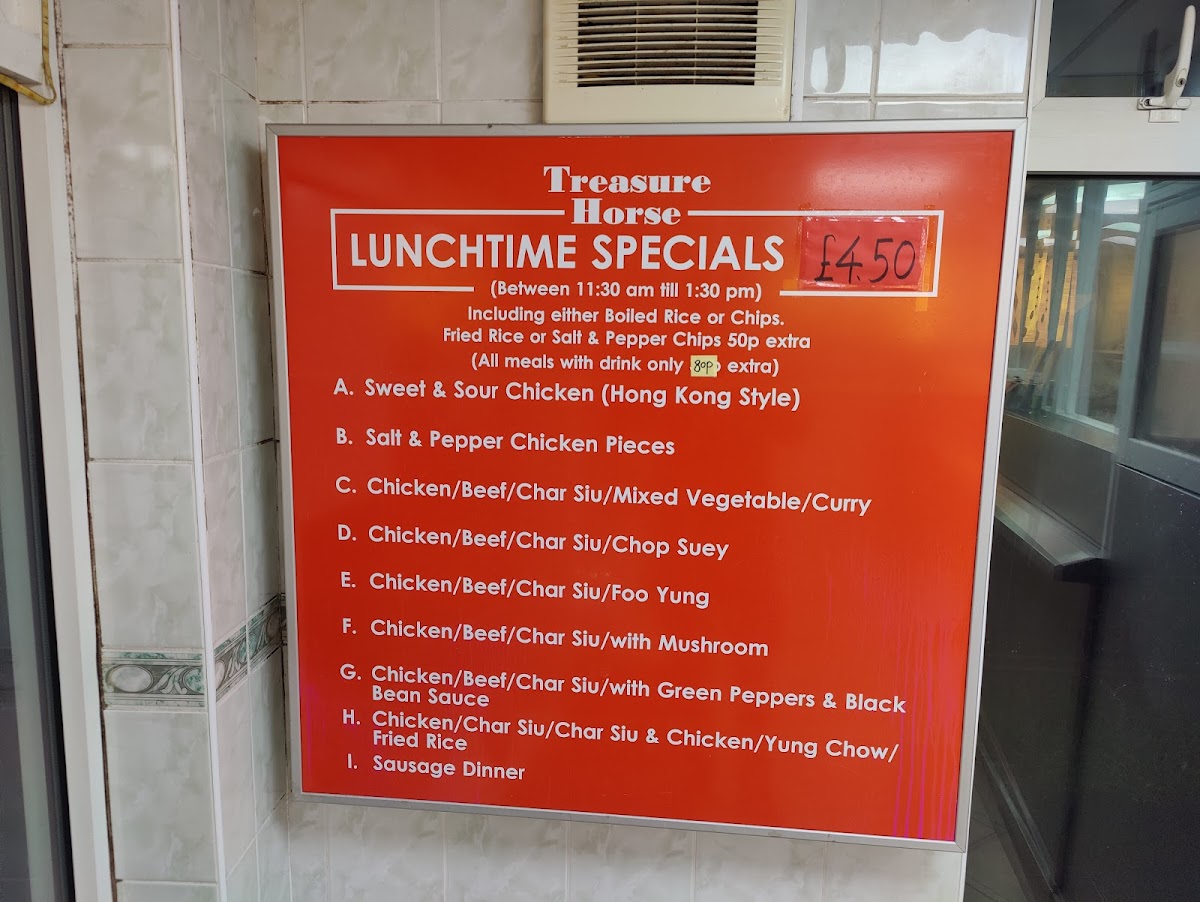 Treasure
Horse
LUNCHTIME SPECIALS £4.50
(Between 11:30 am till 1:30 pm)
Including either Boiled Rice or Chips.
Fried Rice or Salt & Pepper Chips 50p extra
(All meals with drink only 80p extra)
A. Sweet & Sour Chicken (Hong Kong Style)
B. Salt & Pepper Chicken Pieces
C. Chicken/Beef/Char Siu/Mixed Vegetable/Curry
D. Chicken/Beef/Char Siu/Chop Suey
E. Chicken/Beef/Char Siu/Foo Yung
F. Chicken/Beef/Char Siu/with Mushroom
G. Chicken/Beef/Char Siu/with Green Peppers & Black
Bean Sauce
H. Chicken/Char Siu/Char Siu & Chicken/Yung Chow/
Fried Rice
I. Sausage Dinner